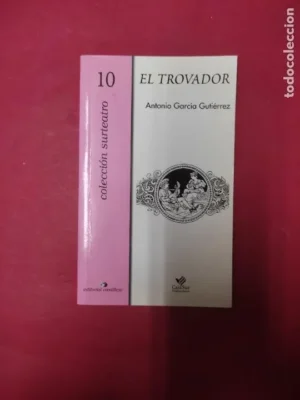 10
colección surteatro
EL TROVADOR
Antonio García Gutiérrez
todocoleccion